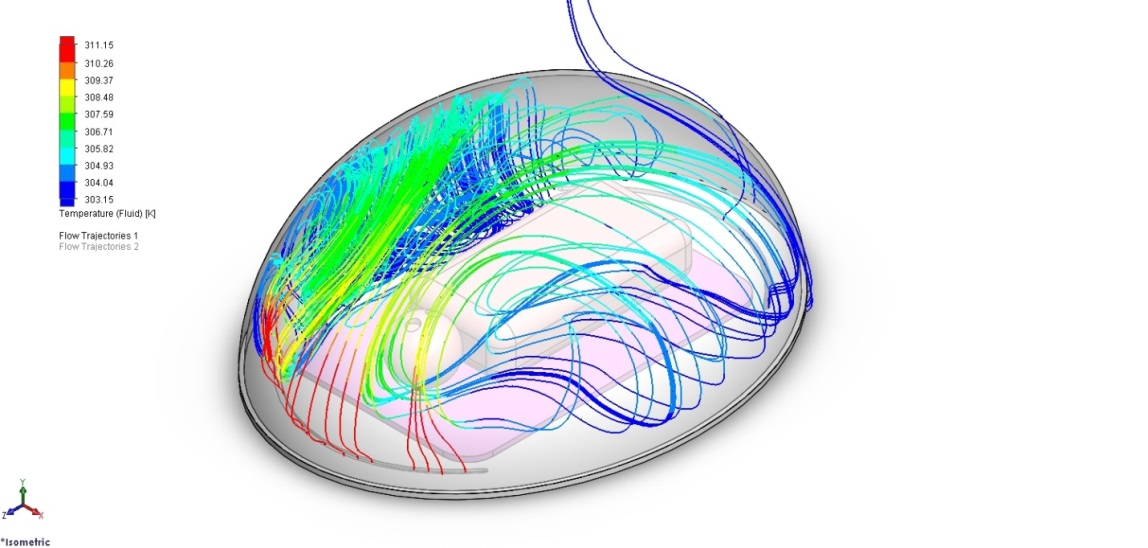 311.15
310.26
309.37
308.48
307.59
306.71
305.82
304.93
304.04
303.15
Temperature (Fluid) [K]
Flow Trajectories 1
Flow Trajectories 2
Y
Z X
*Isometric